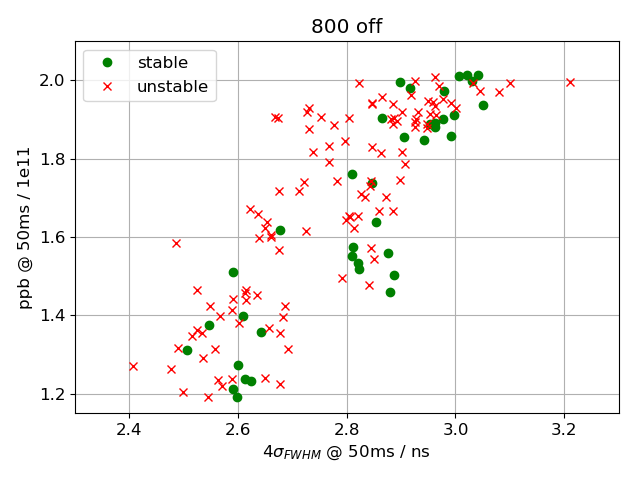 800 off
stable
unstable
ppb @ 50ms / 1e11
2.0
1.8
1.6
1.4
1.2
2.4 2.6 2.8 3.0 3.2
4σFWHM @ 50ms / ns